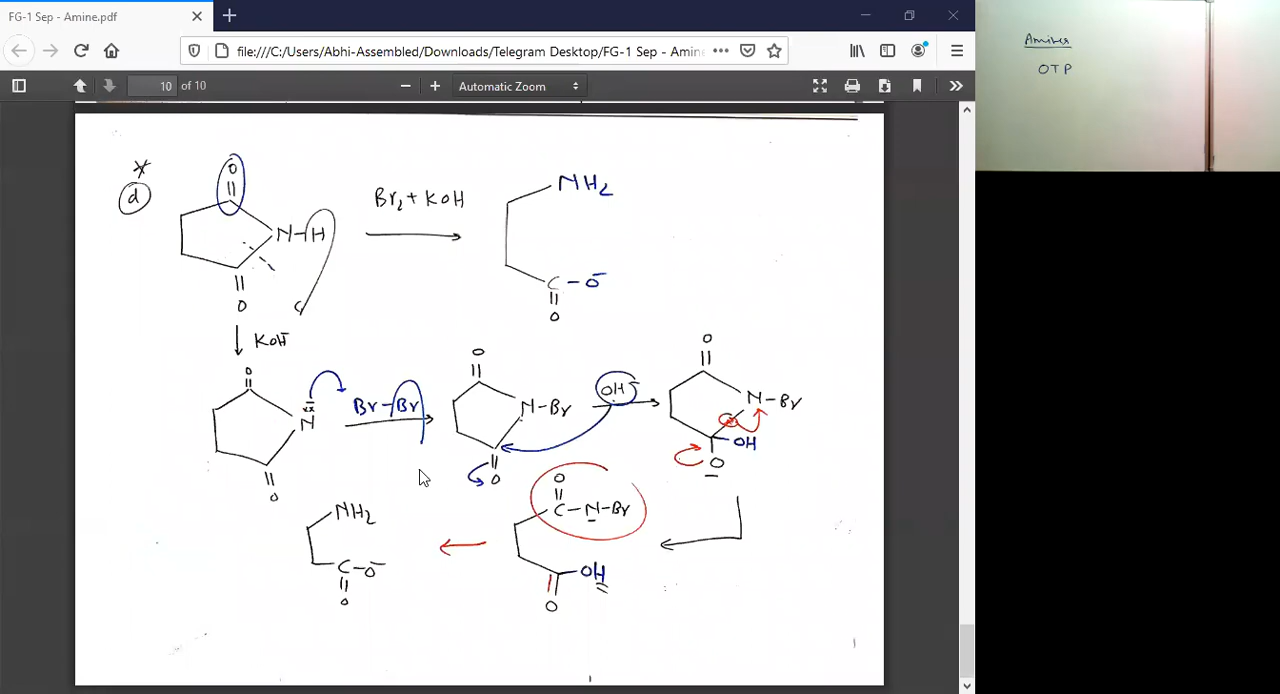 FG-1 Sep - Amine.pdf
file:///C:/Users/Abhi-Assembled/Downloads/Telegram Desktop/FG-1 Sep - Amine
10 of 10
Automatic Zoom
Amines
OTP
d
O
N-H
O
Br2 + KOH
NH2
C-O-
O
KOH
O
N
O
Br-Br
O
N-Br
O
OH-
O
N-Br
OH
O
O
C-N-Br
OH
O
NH2
C-O-
O